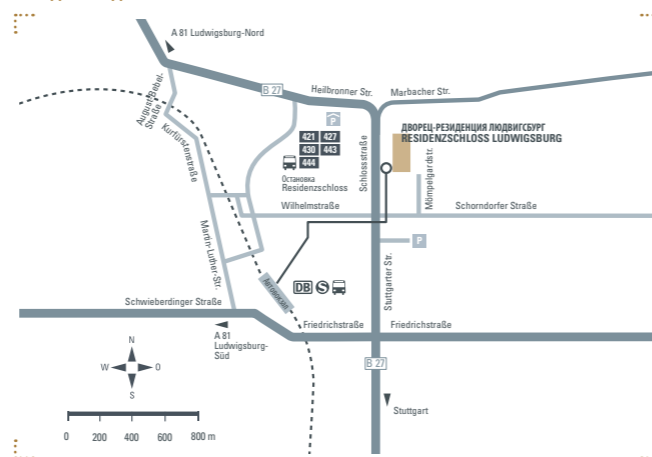 A 81 Ludwigsburg-Nord
B 27
Heilbronner Str.
Marbacher Str.
August-Bebel-
Straße
Kurfürstenstraße
P
421 427
430 443
444
Остановка
Residenzschloss
Schlossstraße
ДВОРЕЦ-РЕЗИДЕНЦИЯ ЛЮДВИГСБУРГ
RESIDENZSCHLOSS LUDWIGSBURG
Mömpelgardstr.
Wilhelmstraße
Schorndorfer Straße
Martin-Luther-Str.
P
Stuttgarter Str.
Автовокзал
DB S
Schwieberdinger Straße
Friedrichstraße
Friedrichstraße
A 81
Ludwigsburg-
Süd
B 27
N
W O
S
Stuttgart
0 200 400 600 800 m